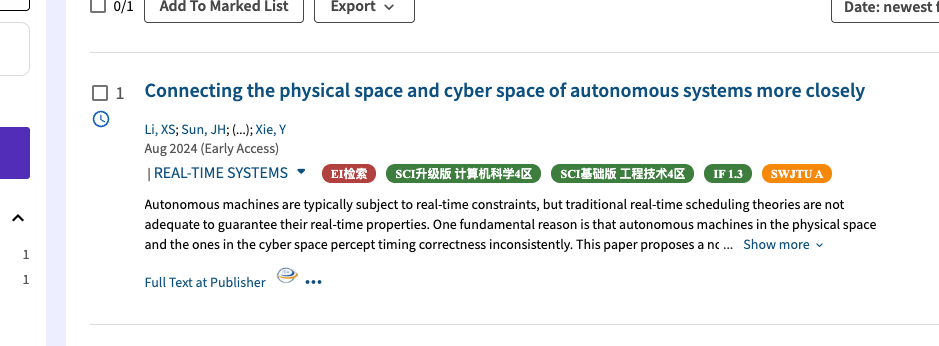 0/1 Add To Marked List Export Date: newest f
1 Connecting the physical space and cyber space of autonomous systems more closely
Li, XS; Sun, JH; (...); Xie, Y
Aug 2024 (Early Access)
| REAL-TIME SYSTEMS EI检索 SCI升级版 计算机科学4区 SCI基础版 工程技术4区 IF 1.3 SWJTU A
Autonomous machines are typically subject to real-time constraints, but traditional real-time scheduling theories are not
adequate to guarantee their real-time properties. One fundamental reason is that autonomous machines in the physical space
and the ones in the cyber space percept timing correctness inconsistently. This paper proposes a nc ... Show more
1
1
Full Text at Publisher •••